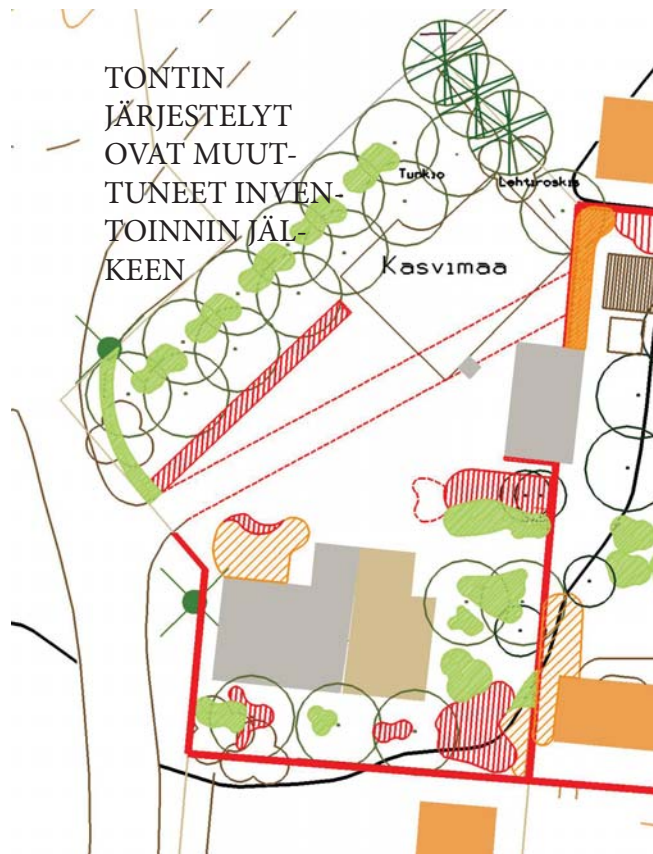 TONTIN
JÄRJESTELYT
OVAT MUUT-
TUNEET INVEN-
TOINNIN JÄL-
KEEN
Tunkio
Lehtiroskis
Kasvimaa